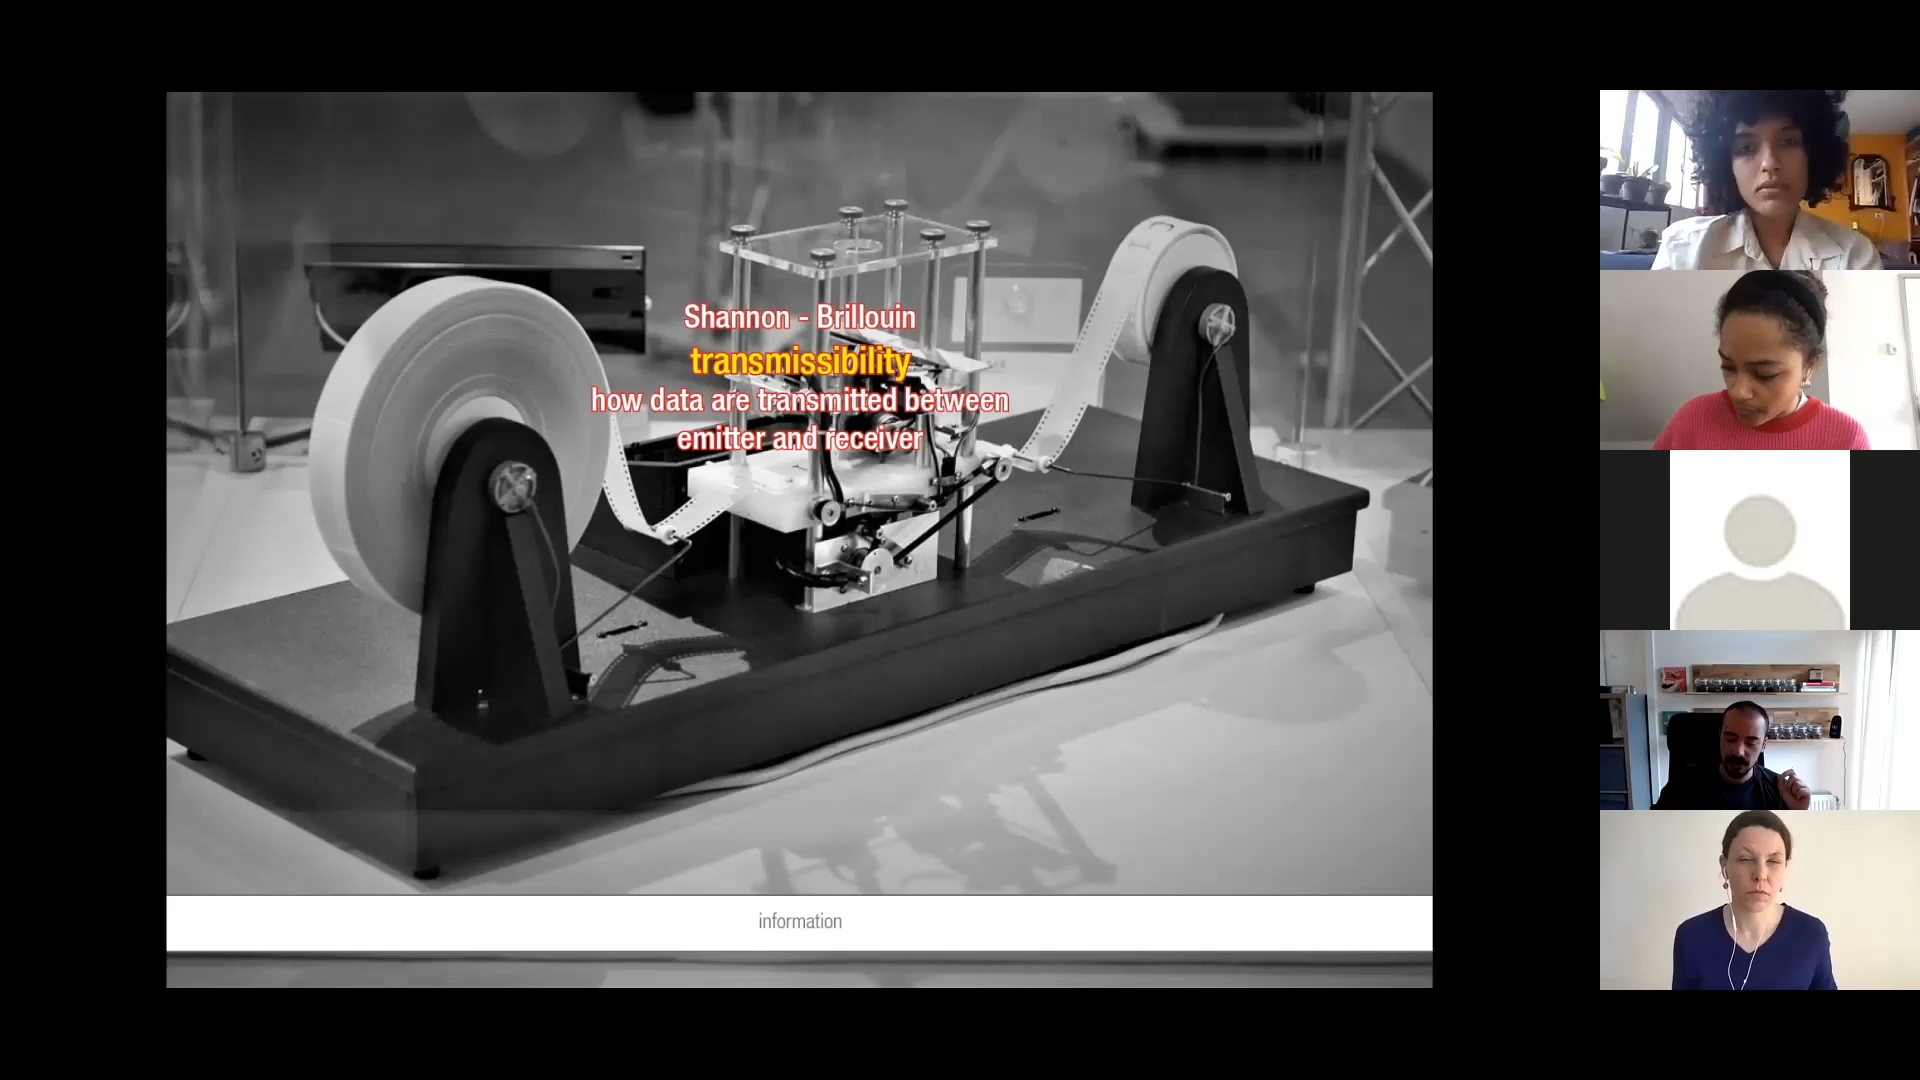 Shannon - Brillouin
transmissibility
how data are transmitted between
emitter and receiver
information